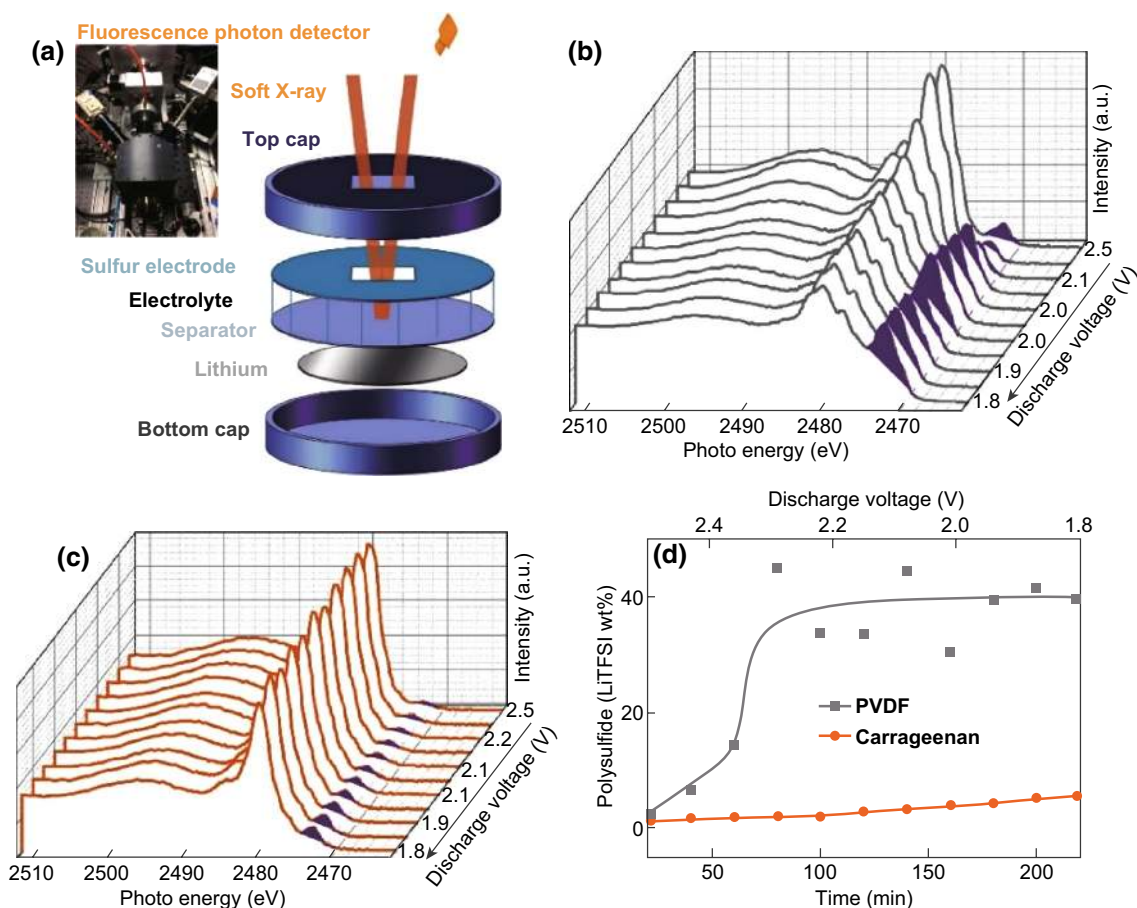 (a)
Fluorescence photon detector
Soft X-ray
Top cap
Sulfur electrode
Electrolyte
Separator
Lithium
Bottom cap
(b)
Intensity (a.u.)
2.5
2.1
2.0
2.0
1.9
1.8
Discharge voltage (V)
2510 2500 2490 2480 2470
Photo energy (eV)
(c)
Intensity (a.u.)
2.5
2.2
2.1
2.1
1.9
1.8
Discharge voltage (V)
2510 2500 2490 2480 2470
Photo energy (eV)
Discharge voltage (V)
2.4 2.2 2.0 1.8
(d)
Polysulfide (LiTFSI wt%)
40
20
0
PVDF
Carrageenan
50 100 150 200
Time (min)